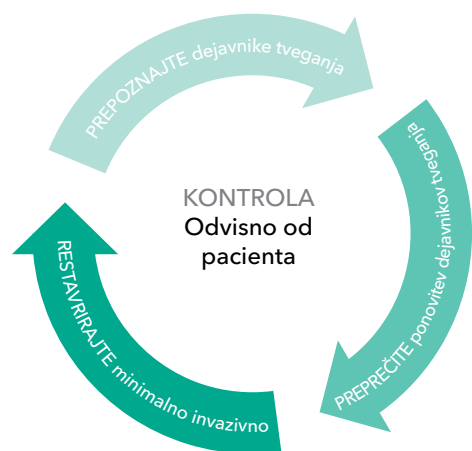 PREPOZNAJTE dejavnike tveganja
PREPREČITE ponovitev dejavnikov tveganja
RESTAVRIRAJTE minimalno invazivno
KONTROLA
Odvisno od
pacienta